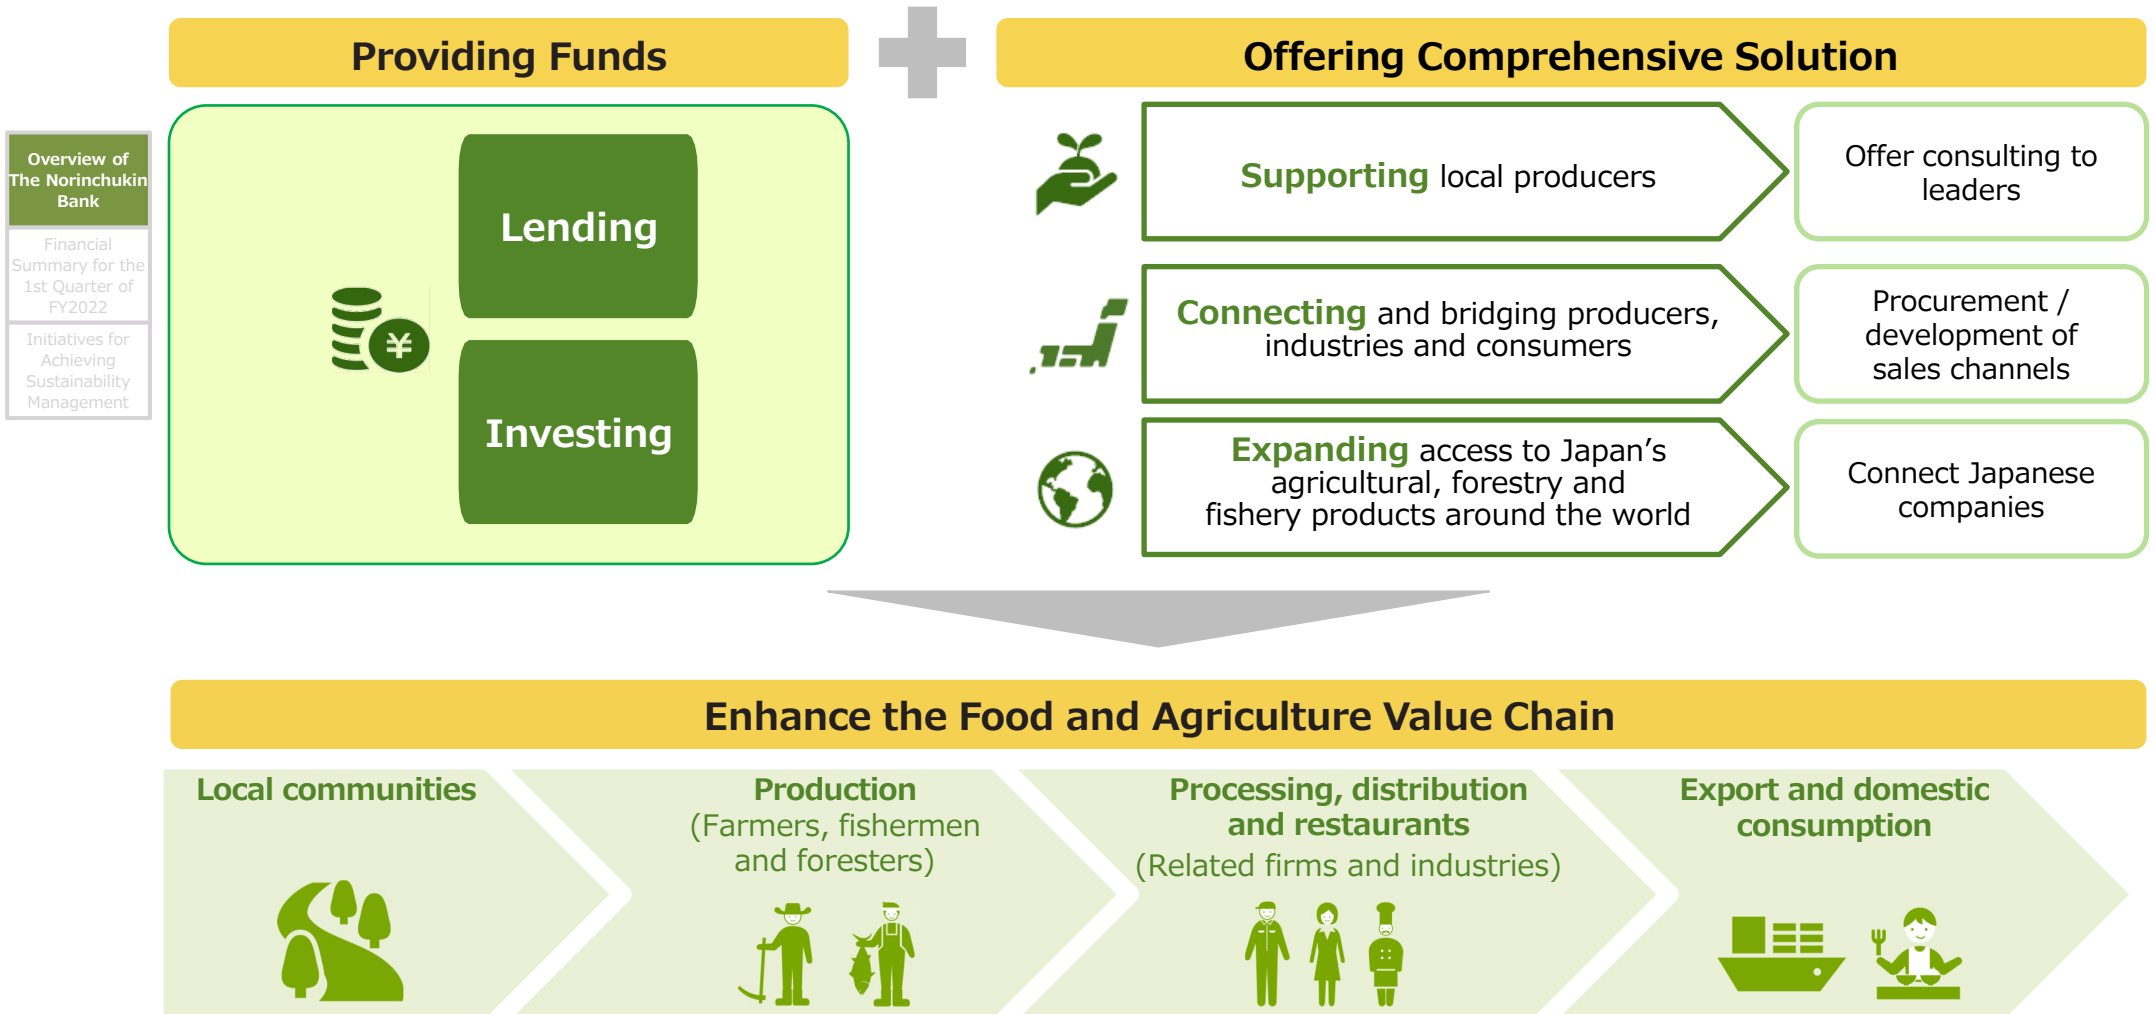 Providing Funds
Offering Comprehensive Solution
Overview of
The Norinchukin
Bank
Financial
Summary for the
1st Quarter of
FY2022
Initiatives for
Achieving
Sustainability
Management
Lending
¥
Investing
Supporting local producers
Offer consulting to
leaders
Connecting and bridging producers,
industries and consumers
Procurement /
development of
sales channels
Expanding access to Japan’s
agricultural, forestry and
fishery products around the world
Connect Japanese
companies
Enhance the Food and Agriculture Value Chain
Local communities
Production
(Farmers, fishermen
and foresters)
Processing, distribution
and restaurants
(Related firms and industries)
Export and domestic
consumption